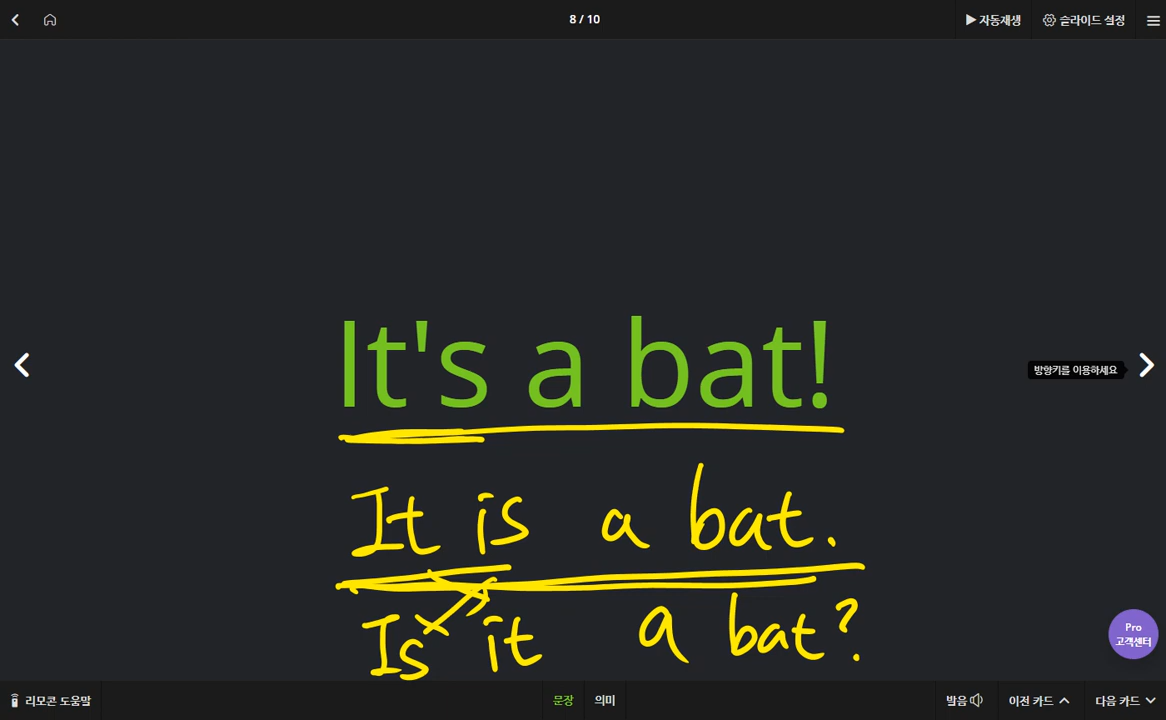 8 / 10
자동재생
슬라이드 설정
It's a bat!
방향키를 이용하세요
It is a bat.
Is it a bat?
Pro
고객센터
리모콘 도움말
문장
의미
발음
이전 카드
다음 카드